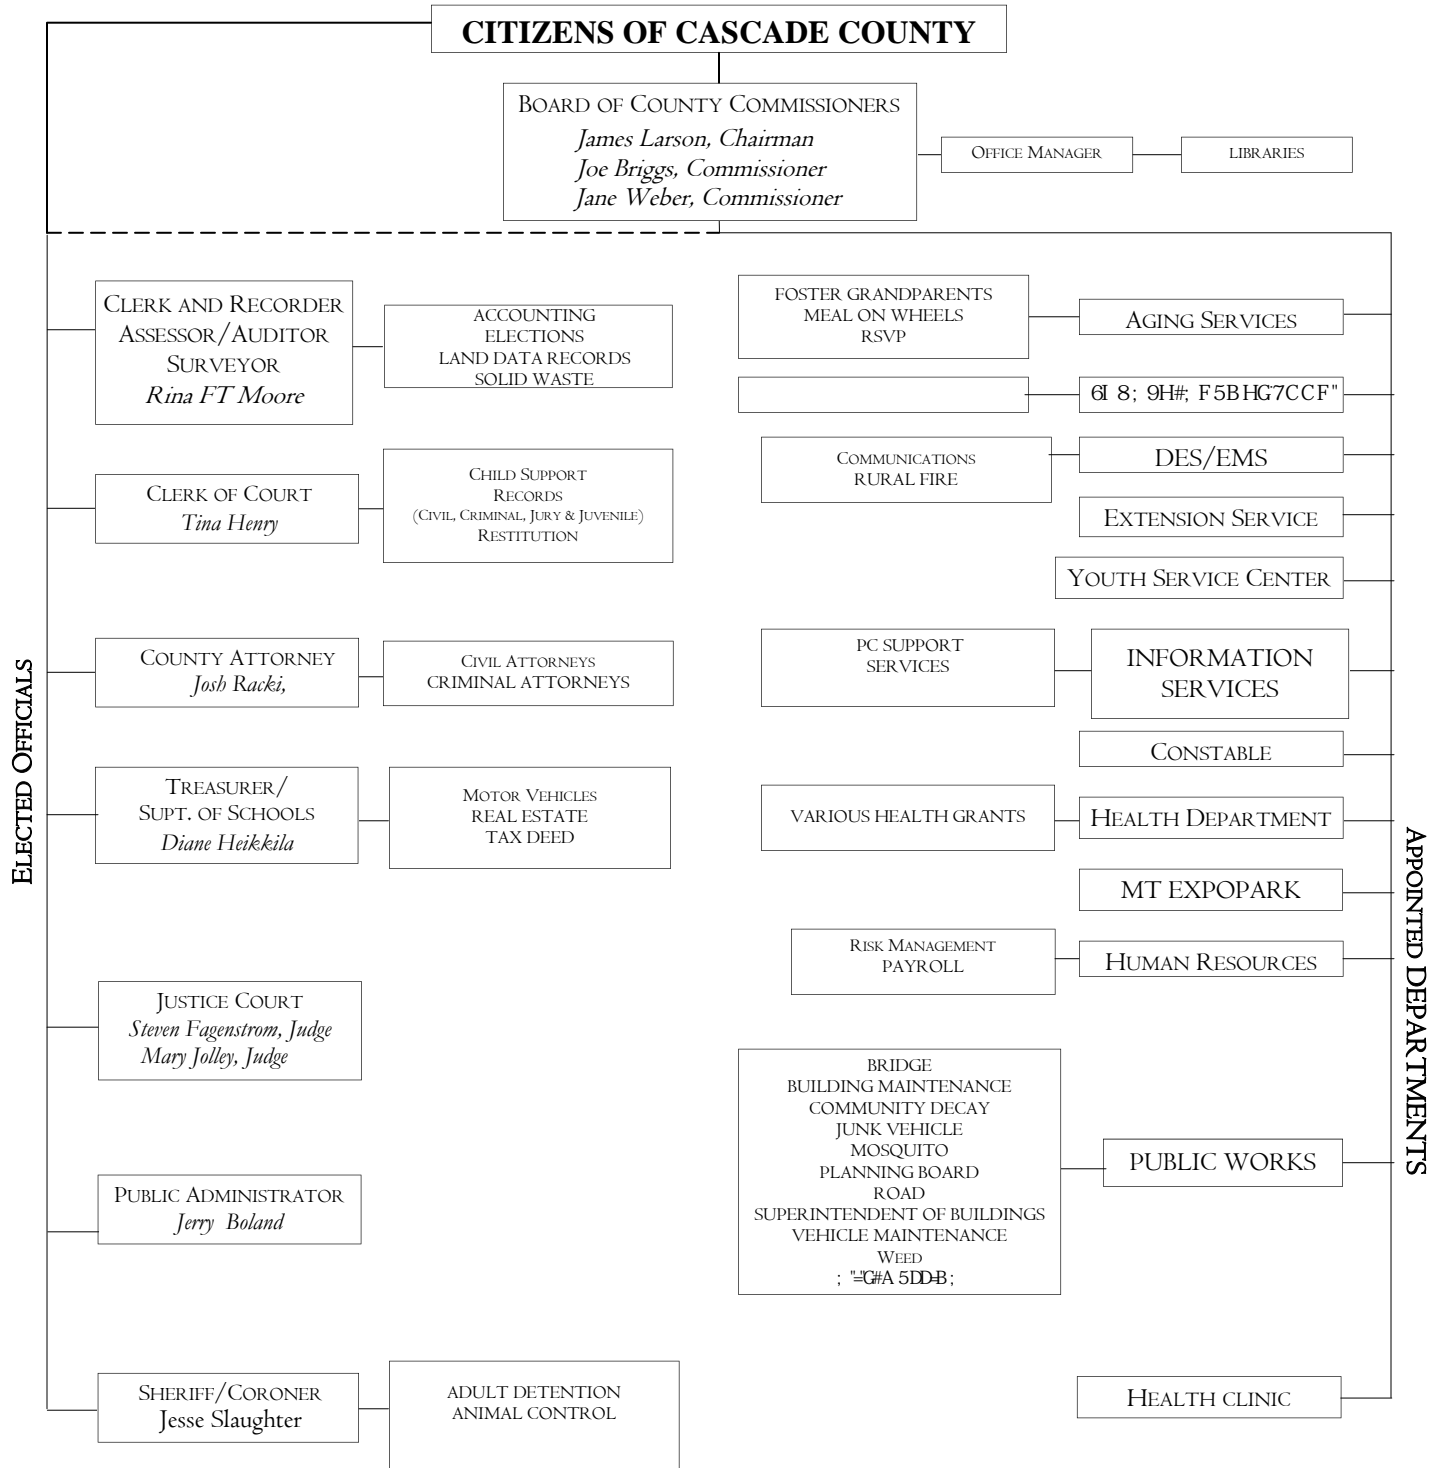 CITIZENS OF CASCADE COUNTY
BOARD OF COUNTY COMMISSIONERS
James Larson, Chairman
Joe Briggs, Commissioner
Jane Weber, Commissioner
OFFICE MANAGER
LIBRARIES
ELECTED OFFICIALS
CLERK AND RECORDER
ASSESSOR/AUDITOR
SURVEYOR
Rina FT Moore
ACCOUNTING
ELECTIONS
LAND DATA RECORDS
SOLID WASTE
CLERK OF COURT
Tina Henry
CHILD SUPPORT
RECORDS
(CIVIL, CRIMINAL, JURY & JUVENILE)
RESTITUTION
COUNTY ATTORNEY
Josh Racki,
CIVIL ATTORNEYS
CRIMINAL ATTORNEYS
TREASURER/
SUPT. OF SCHOOLS
Diane Heikkila
MOTOR VEHICLES
REAL ESTATE
TAX DEED
JUSTICE COURT
Steven Fagenstrom, Judge
Mary Jolley, Judge
PUBLIC ADMINISTRATOR
Jerry Boland
SHERIFF/CORONER
Jesse Slaughter
ADULT DETENTION
ANIMAL CONTROL
FOSTER GRANDPARENTS
MEAL ON WHEELS
RSVP
AGING SERVICES
6I 8; 9H#; F5BHG'7CCF"
COMMUNICATIONS
RURAL FIRE
DES/EMS
EXTENSION SERVICE
YOUTH SERVICE CENTER
PC SUPPORT
SERVICES
INFORMATION
SERVICES
CONSTABLE
VARIOUS HEALTH GRANTS
HEALTH DEPARTMENT
MT EXPOPARK
RISK MANAGEMENT
PAYROLL
HUMAN RESOURCES
BRIDGE
BUILDING MAINTENANCE
COMMUNITY DECAY
JUNK VEHICLE
MOSQUITO
PLANNING BOARD
ROAD
SUPERINTENDENT OF BUILDINGS
VEHICLE MAINTENANCE
WEED
; "="G#A 5DD=B;
PUBLIC WORKS
HEALTH CLINIC
APPOINTED DEPARTMENTS